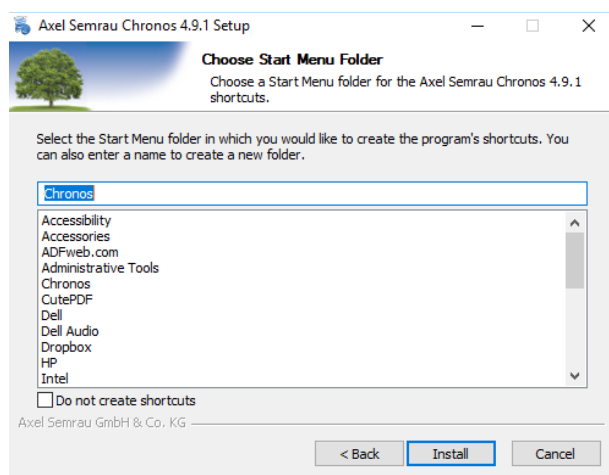 Axel Semrau Chronos 4.9.1 Setup
Choose Start Menu Folder
Choose a Start Menu folder for the Axel Semrau Chronos 4.9.1
shortcuts.
Select the Start Menu folder in which you would like to create the program's shortcuts. You
can also enter a name to create a new folder.
Chronos
Accessibility
Accessories
ADFweb.com
Administrative Tools
Chronos
CutePDF
Dell
Dell Audio
Dropbox
HP
Intel
Do not create shortcuts
Axel Semrau GmbH & Co. KG
< Back Install Cancel